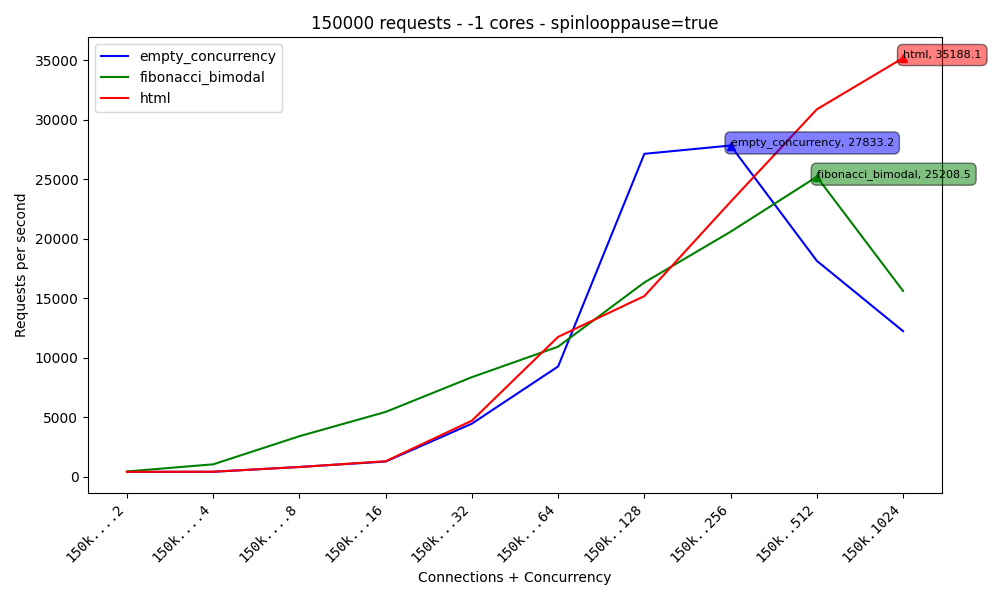 150000 requests - -1 cores - spinlooppause=true
empty_concurrency
fibonacci_bimodal
html
html, 35188.1
empty_concurrency, 27833.2
fibonacci_bimodal, 25208.5
Requests per second
35000
30000
25000
20000
15000
10000
5000
0
150k....2
150k....4
150k....8
150k...16
150k...32
150k...64
150k..128
150k..256
150k..512
150k.1024
Connections + Concurrency